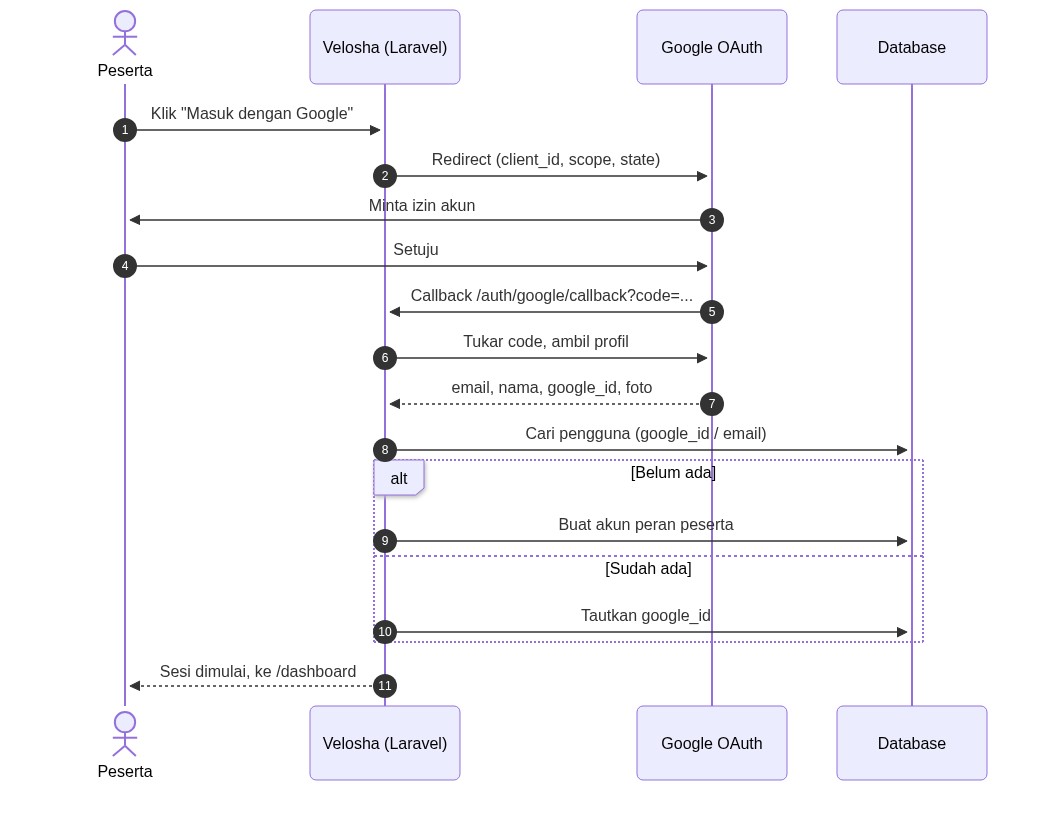 Peserta
Velosha (Laravel)
Google OAuth
Database
Klik "Masuk dengan Google"
1
Redirect (client_id, scope, state)
2
Minta izin akun
3
Setuju
4
Callback /auth/google/callback?code=...
5
Tukar code, ambil profil
6
email, nama, google_id, foto
7
Cari pengguna (google_id / email)
8
alt
[Belum ada]
Buat akun peran peserta
9
[Sudah ada]
Tautkan google_id
10
Sesi dimulai, ke /dashboard
11
Peserta
Velosha (Laravel)
Google OAuth
Database